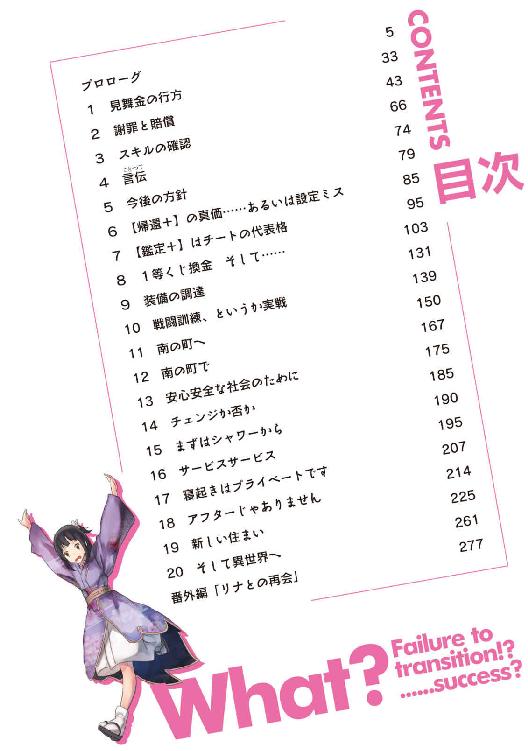 CONTENTS
目次
プロローグ 5
1 見舞金の行方 33
2 謝罪と賠償 43
3 スキルの確認 66
ことづて
4 言伝 74
5 今後の方針 79
6 【帰還+】の真価……あるいは設定ミス 85
7 【鑑定+】はチートの代表格 95
8 1等くじ換金 そして…… 103
9 装備の調達 131
10 戦闘訓練、というか実戦 139
11 南の町へ 150
12 南の町で 167
13 安心安全な社会のために 175
14 チェンジか否か 185
15 まずはシャワーから 190
16 サービスサービス 195
17 寝起きはプライベートです 207
18 アフターじゃありません 214
19 新しい住まい 225
20 そして異世界へ 261
番外編「リナとの再会」 277
What?
Failure to
transition!?
……success?